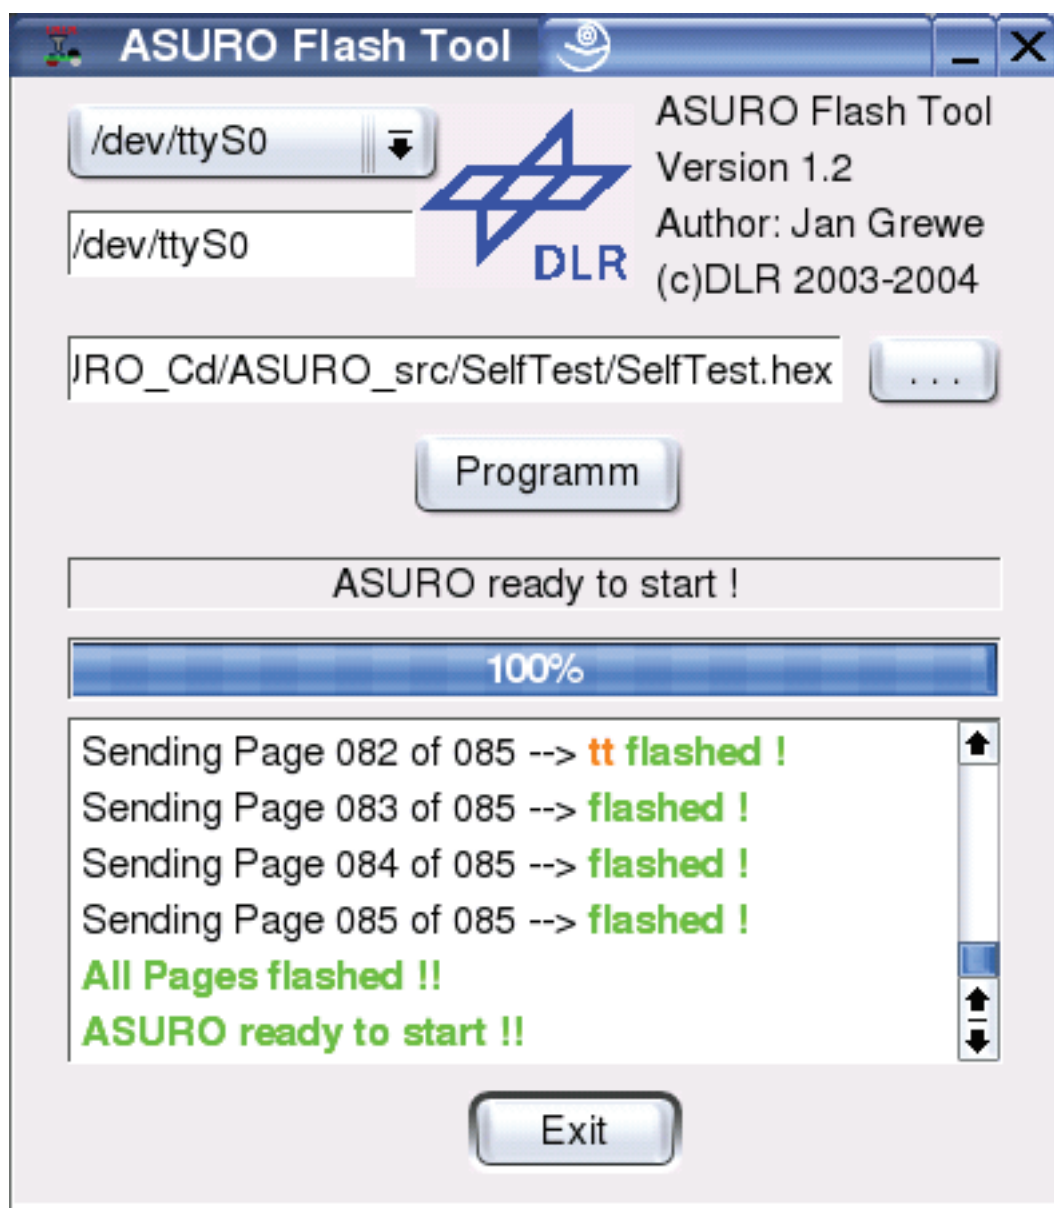 ASURO Flash Tool
/dev/ttyS0
/dev/ttyS0
DLR
ASURO Flash Tool
Version 1.2
Author: Jan Grewe
(c)DLR 2003-2004
JRO_Cd/ASURO_src/SelfTest/SelfTest.hex
. . .
Programm
ASURO ready to start !
100%
Sending Page 082 of 085 --> tt flashed !
Sending Page 083 of 085 --> flashed !
Sending Page 084 of 085 --> flashed !
Sending Page 085 of 085 --> flashed !
All Pages flashed !!
ASURO ready to start !!
Exit